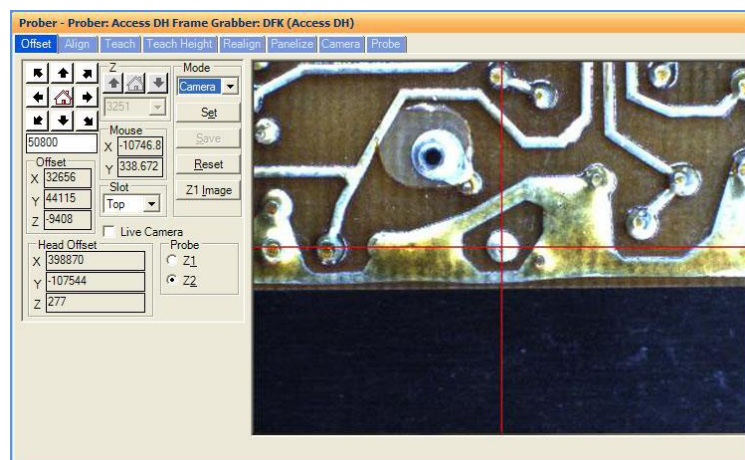 Prober - Prober: Access DH Frame Grabber: DFK (Access DH)
Offset Align Teach Teach Height Realign Panelize Camera Probe
Z
3251
Mode
Camera
Set
Save
Reset
Z1 Image
50800
Mouse
X -10746.8
Y 338.672
Offset
X 32656
Y 44115
Z -9408
Slot
Top
Live Camera
Head Offset
X 398870
Y -107544
Z 277
Probe
Z1
Z2